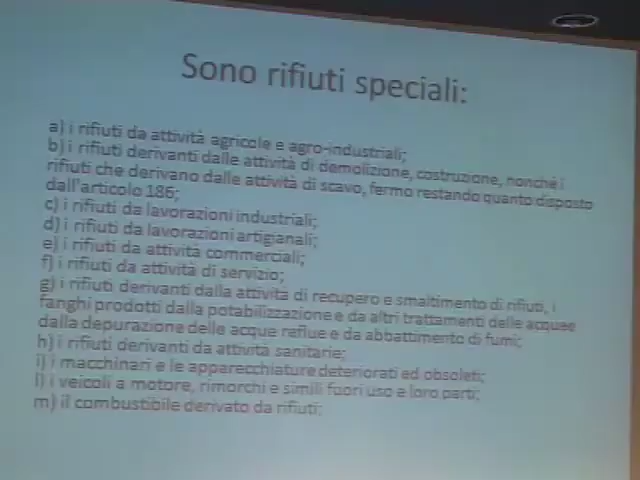 Sono rifiuti speciali:
a) i rifiuti da attività agricole e agro-industriali;
b) i rifiuti derivanti dalle attività di demolizione, costruzione, nonché i
rifiuti che derivano dalle attività di scavo, fermo restando quanto disposto
dall'articolo 186;
c) i rifiuti da lavorazioni industriali;
d) i rifiuti da lavorazioni artigianali;
e) i rifiuti da attività commerciali;
f) i rifiuti da attività di servizio;
g) i rifiuti derivanti dalla attività di recupero e smaltimento di rifiuti, i
fanghi prodotti dalla potabilizzazione e da altri trattamenti delle acque e
dalla depurazione delle acque reflue e da abbattimento di fumi;
h) i rifiuti derivanti da attività sanitarie;
i) i macchinari e le apparecchiature deteriorati ed obsoleti;
l) i veicoli a motore, rimorchi e simili fuori uso e loro parti;
m) il combustibile derivato da rifiuti;